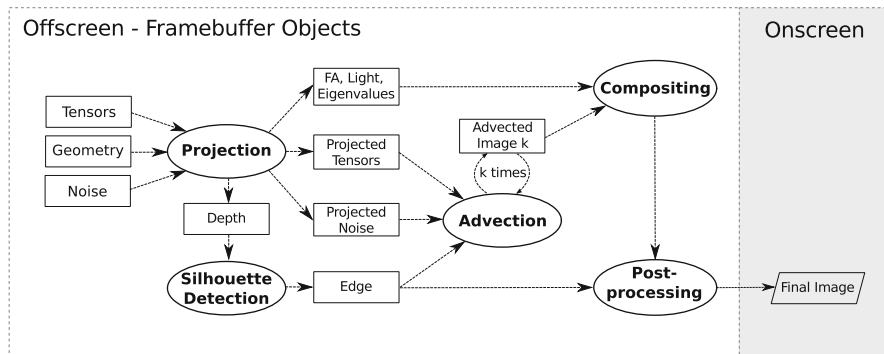 Offscreen - Framebuffer Objects
Onscreen
FA, Light,
Eigenvalues
Compositing
Tensors
Geometry
Noise
Projection
Projected
Tensors
Advected
Image k
k times
Depth
Projected
Noise
Advection
Silhouette
Detection
Edge
Post-
processing
Final Image